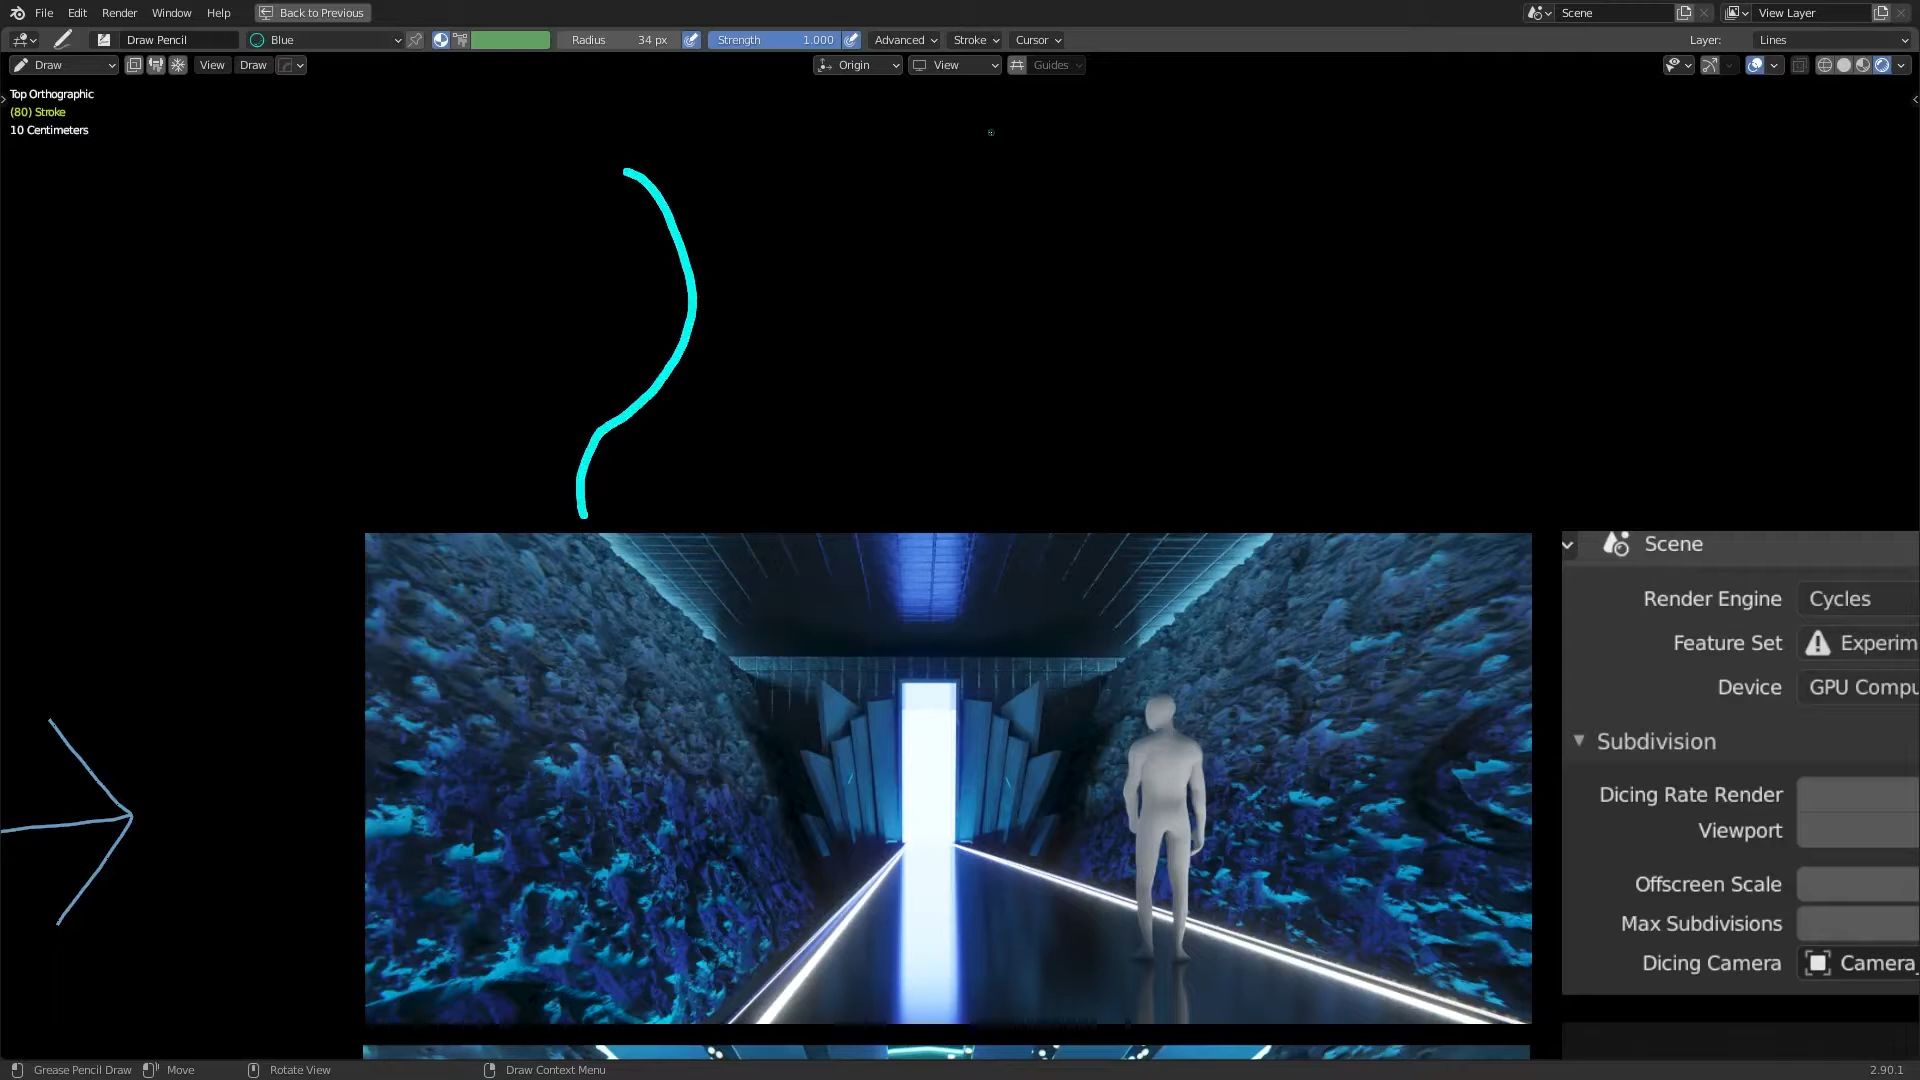 File Edit Render Window Help Back to Previous Scene View Layer
Draw Pencil Blue Radius 34 px Strength 1.000 Advanced Stroke Cursor Layer: Lines
Draw View Draw Origin View Guides
Top Orthographic
(80) Stroke
10 Centimeters
Scene
Render Engine Cycles
Feature Set Experim
Device GPU Compu
Subdivision
Dicing Rate Render
Viewport
Offscreen Scale
Max Subdivisions
Dicing Camera Camera_
Grease Pencil Draw Move Rotate View Draw Context Menu 2.90.1